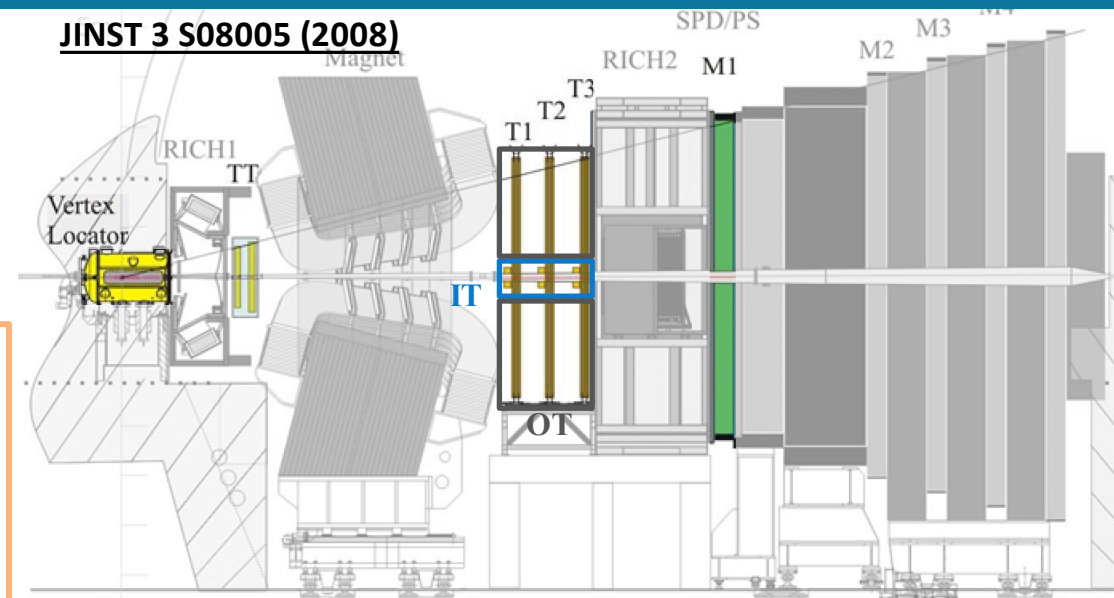 JINST 3 S08005 (2008)
SPD/PS
Magnet
RICH2
M1
M2
M3
M4
T1
T2
T3
RICH1
TT
Vertex
Locator
IT
OT